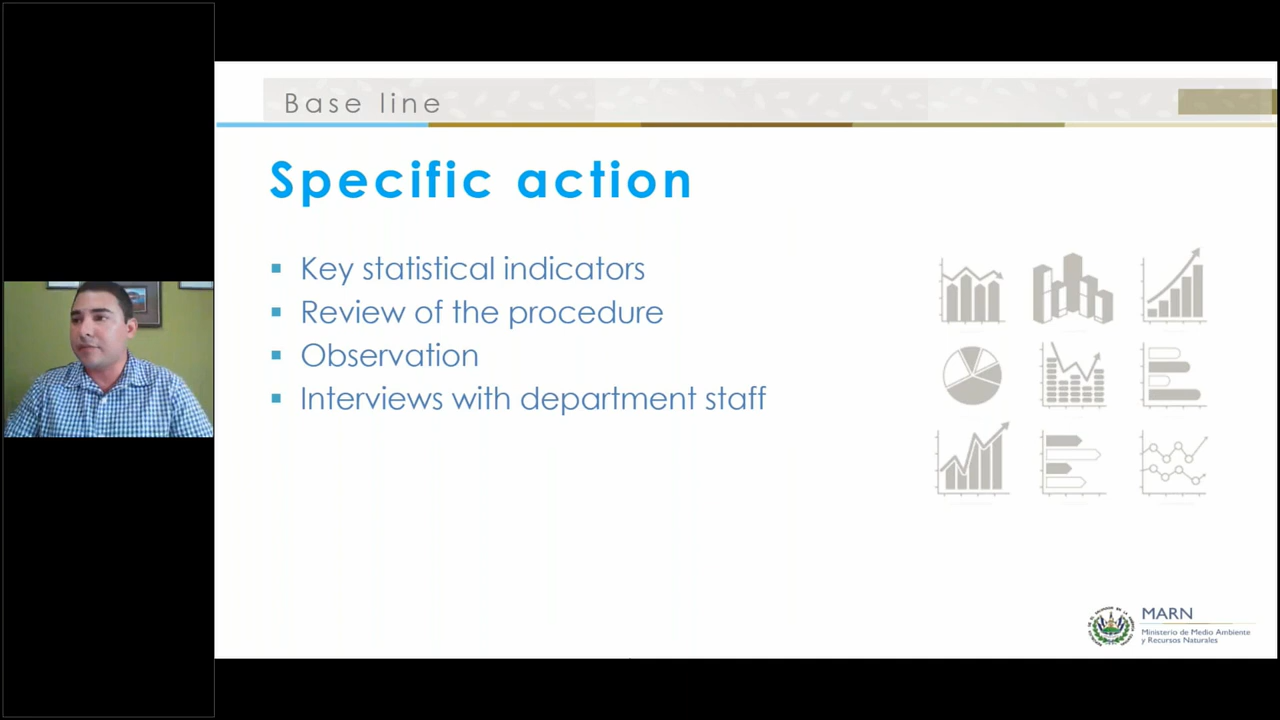 Base line
Specific action
Key statistical indicators
Review of the procedure
Observation
Interviews with department staff
MARN
Ministerio de Medio Ambiente
y Recursos Naturales